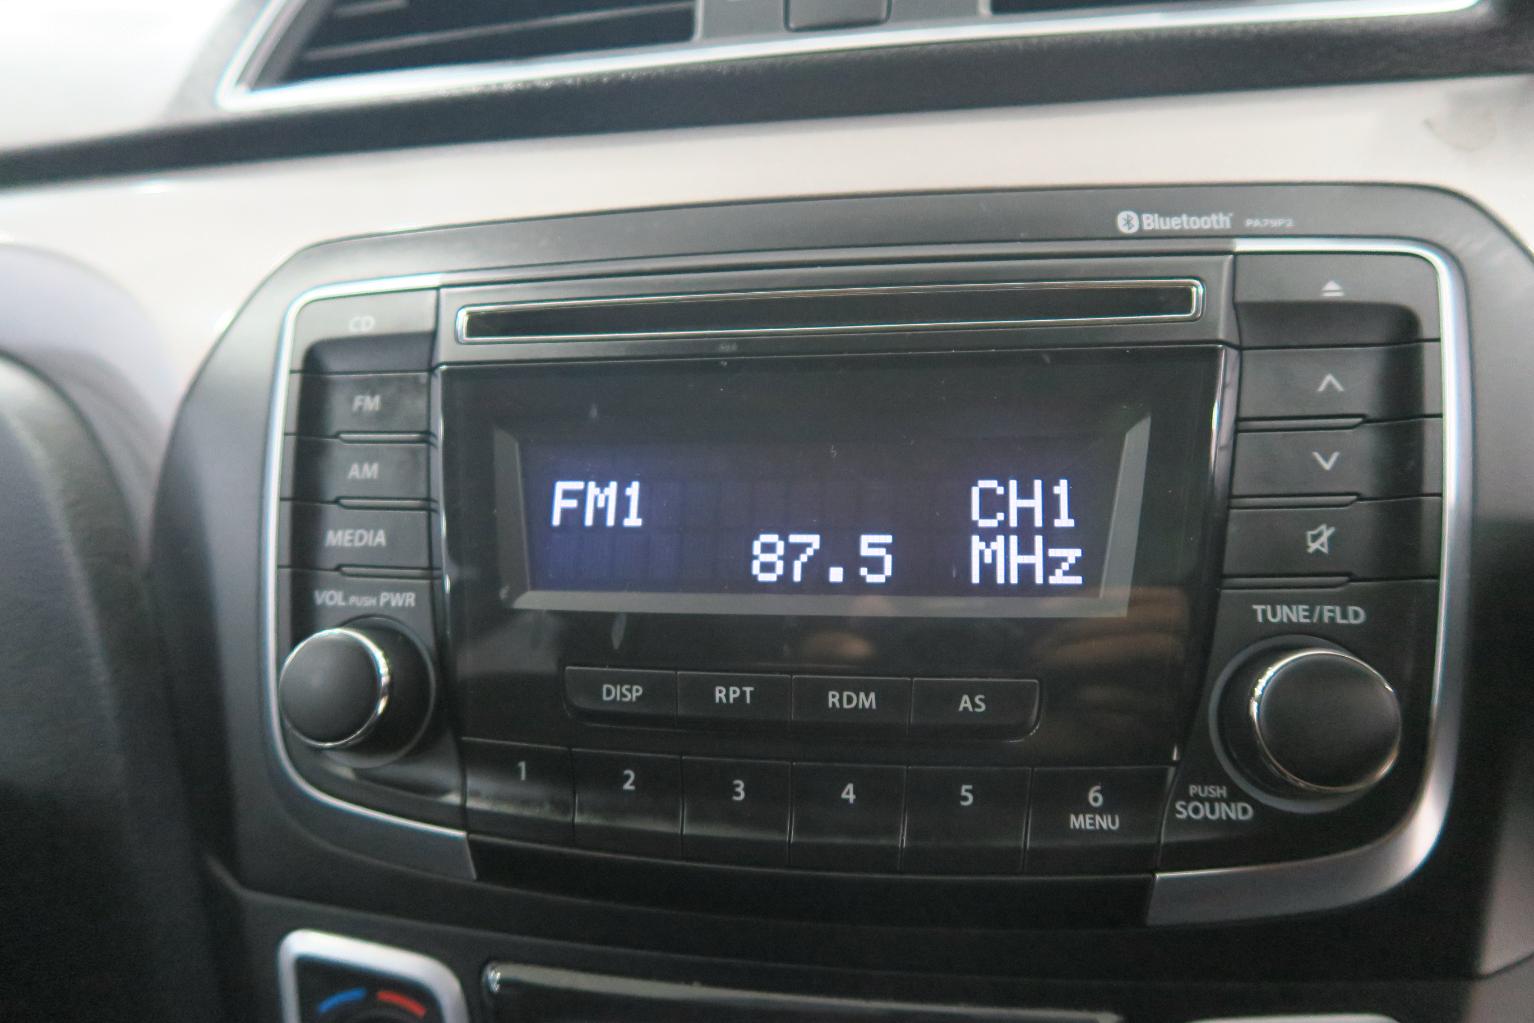 Bluetooth PA79P2
CD
FM
AM
MEDIA
VOL PUSH PWR
FM1 CH1
87.5 MHz
TUNE/FLD
DISP RPT RDM AS
1 2 3 4 5 6
MENU
PUSH
SOUND